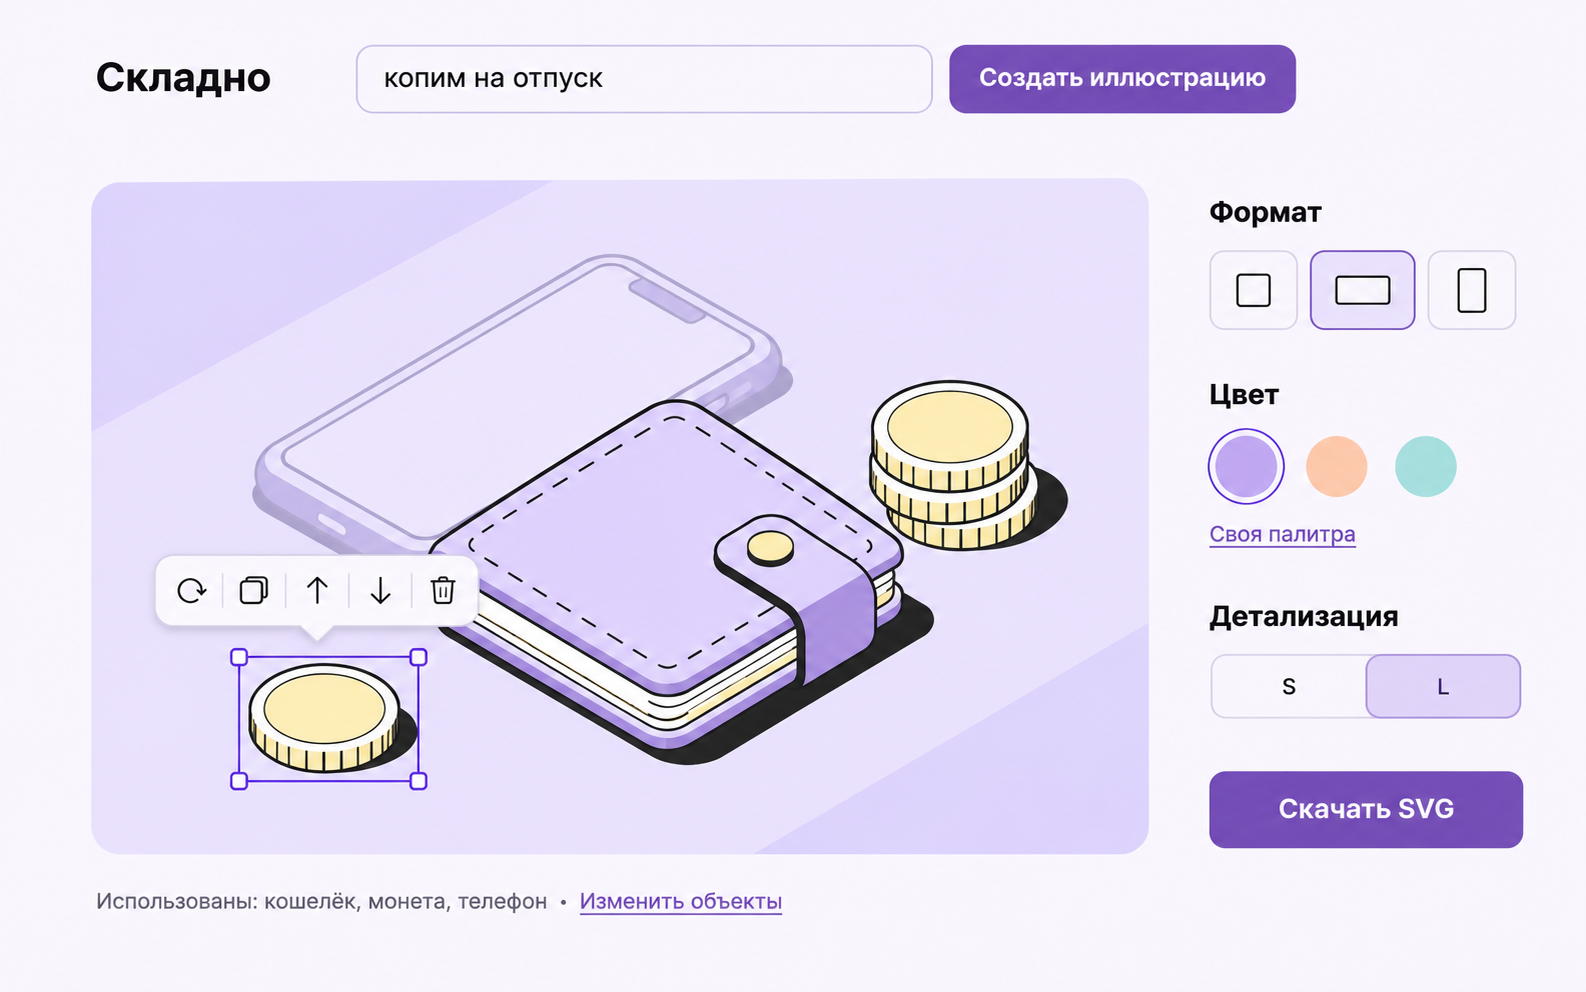 Складно
копим на отпуск
Создать иллюстрацию
Формат
Цвет
Своя палитра
Детализация
S
L
Скачать SVG
Использованы: кошелёк, монета, телефон • Изменить объекты